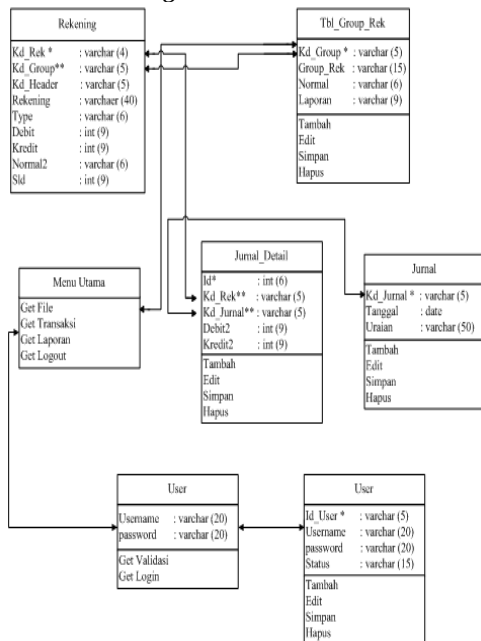 Rekening
Kd_Rek * : varchar (4)
Kd_Group** : varchar (5)
Kd_Header : varchar (5)
Rekening : varchaer (40)
Type : varchar (6)
Debit : int (9)
Kredit : int (9)
Normal2 : varchar (6)
Sld : int (9)
Tbl_Group_Rek
Kd_Group * : varchar (5)
Group_Rek : varchar (15)
Normal : varchar (6)
Laporan : varchar (9)
Tambah
Edit
Simpan
Hapus
Menu Utama
Get File
Get Transaksi
Get Laporan
Get Logout
Jurnal_Detail
Id* : int (6)
Kd_Rek** : varchar (5)
Kd_Jurnal** : varchar (5)
Debit2 : int (9)
Kredit2 : int (9)
Tambah
Edit
Simpan
Hapus
Jurnal
Kd_Jurnal * : varchar (5)
Tanggal : date
Uraian : varchar (50)
Tambah
Edit
Simpan
Hapus
User
Username : varchar (20)
password : varchar (20)
Get Validasi
Get Login
User
Id_User * : varchar (5)
Username : varchar (20)
password : varchar (20)
Status : varchar (15)
Tambah
Edit
Simpan
Hapus